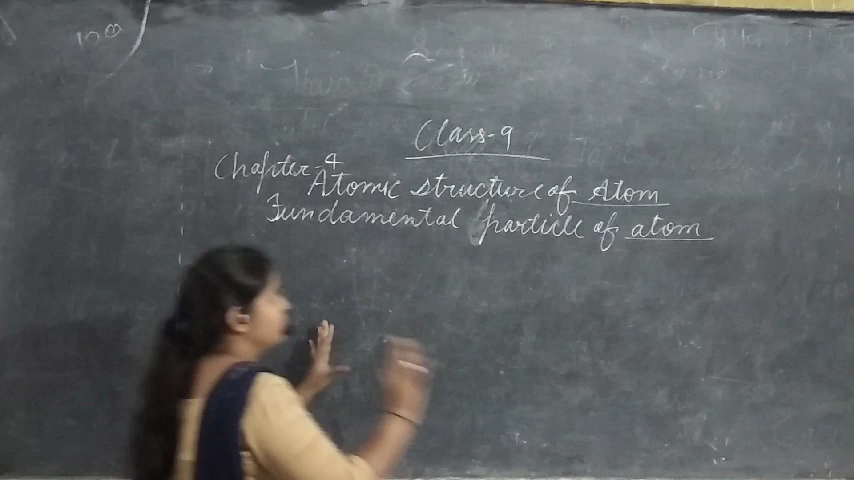 Class-9
Chapter-4
Atomic structure of Atom
Fundamental particle of atom